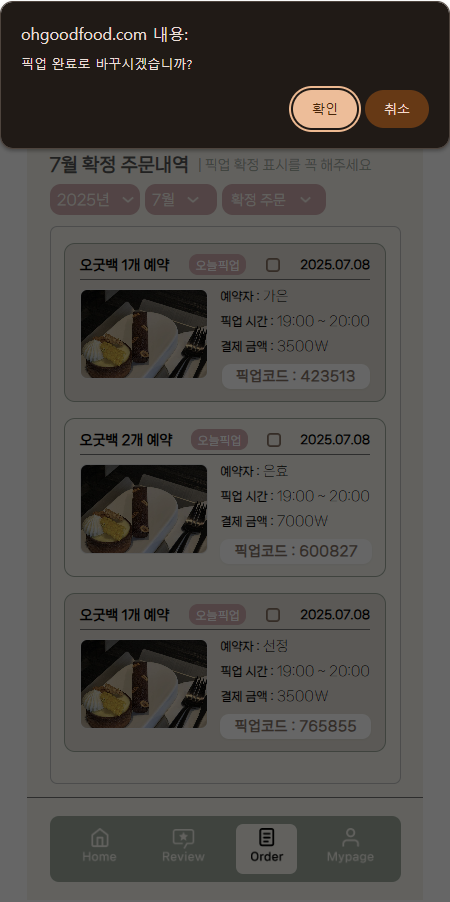 ohgoodfood.com 내용:
픽업 완료로 바꾸시겠습니까?
확인 취소
7월 확정 주문내역 | 픽업 확정 표시를 꼭 해주세요
2025년 7월 확정 주문
오굿백 1개 예약 오늘픽업 2025.07.08
예약자 : 가은
픽업 시간 : 19:00 ~ 20:00
결제 금액 : 3500₩
픽업코드 : 423513
오굿백 2개 예약 오늘픽업 2025.07.08
예약자 : 은효
픽업 시간 : 19:00 ~ 20:00
결제 금액 : 7000₩
픽업코드 : 600827
오굿백 1개 예약 오늘픽업 2025.07.08
예약자 : 선정
픽업 시간 : 19:00 ~ 20:00
결제 금액 : 3500₩
픽업코드 : 765855
Home Review Order Mypage